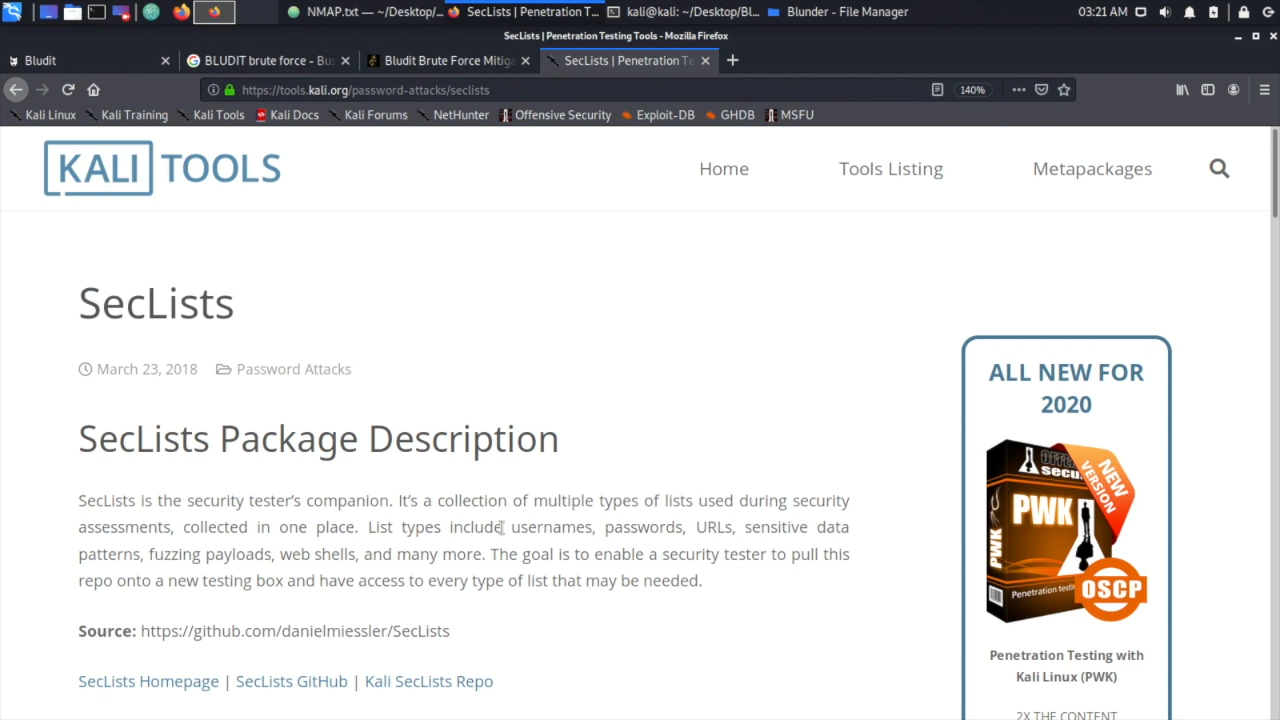 NMAP.txt — ~/Desktop/...
SecLists | Penetration T...
kali@kali: ~/Desktop/Bl...
Blunder - File Manager
03:21 AM
SecLists | Penetration Testing Tools - Mozilla Firefox
Bludit
BLUDIT brute force - Bus
Bludit Brute Force Mitiga
SecLists | Penetration Te
https://tools.kali.org/password-attacks/seclists
140%
Kali Linux
Kali Training
Kali Tools
Kali Docs
Kali Forums
NetHunter
Offensive Security
Exploit-DB
GHDB
MSFU
KALI TOOLS
Home
Tools Listing
Metapackages
SecLists
March 23, 2018
Password Attacks
SecLists Package Description
SecLists is the security tester's companion. It's a collection of multiple types of lists used during security
assessments, collected in one place. List types include usernames, passwords, URLs, sensitive data
patterns, fuzzing payloads, web shells, and many more. The goal is to enable a security tester to pull this
repo onto a new testing box and have access to every type of list that may be needed.
Source: https://github.com/danielmiessler/SecLists
SecLists Homepage | SecLists GitHub | Kali SecLists Repo
ALL NEW FOR
2020
NEW
VERSION
PWK
PWK
OSCP
Penetration Testing with
Kali Linux (PWK)
2X THE CONTENT